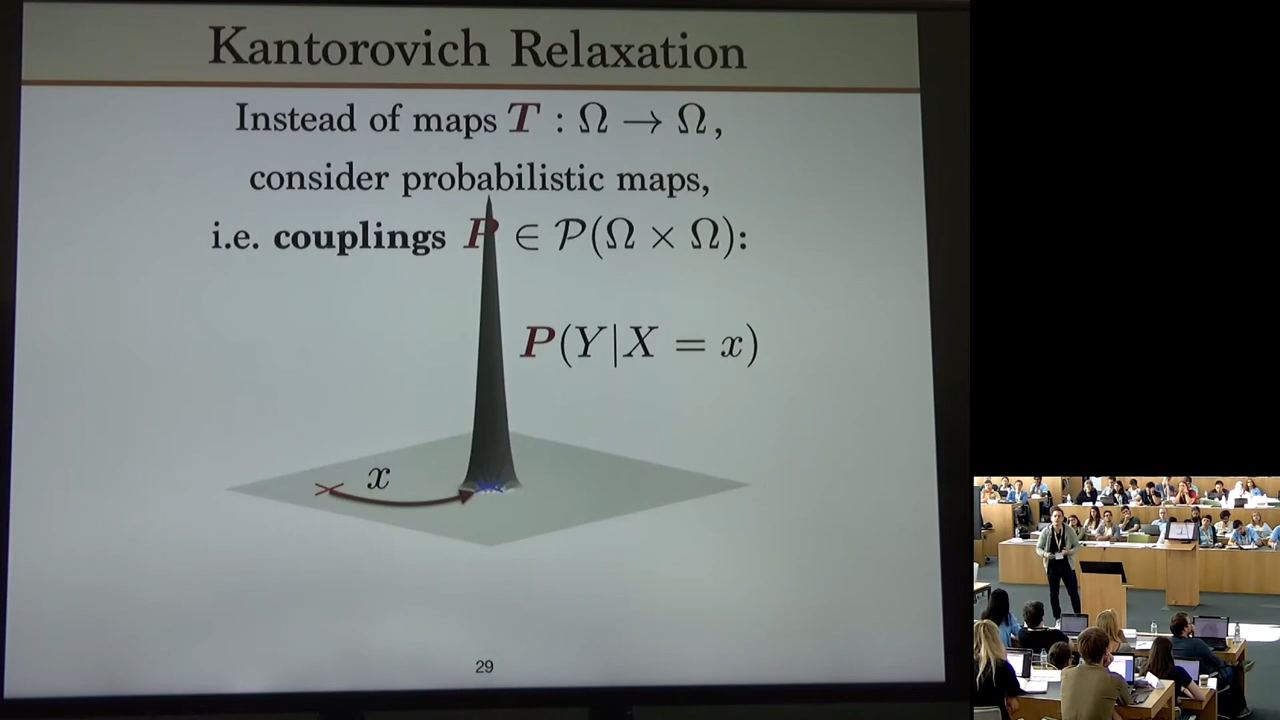 Kantorovich Relaxation
Instead of maps T : Ω → Ω,
consider probabilistic maps,
i.e. couplings P ∈ 𝒫(Ω × Ω):
P(Y|X = x)
x
29